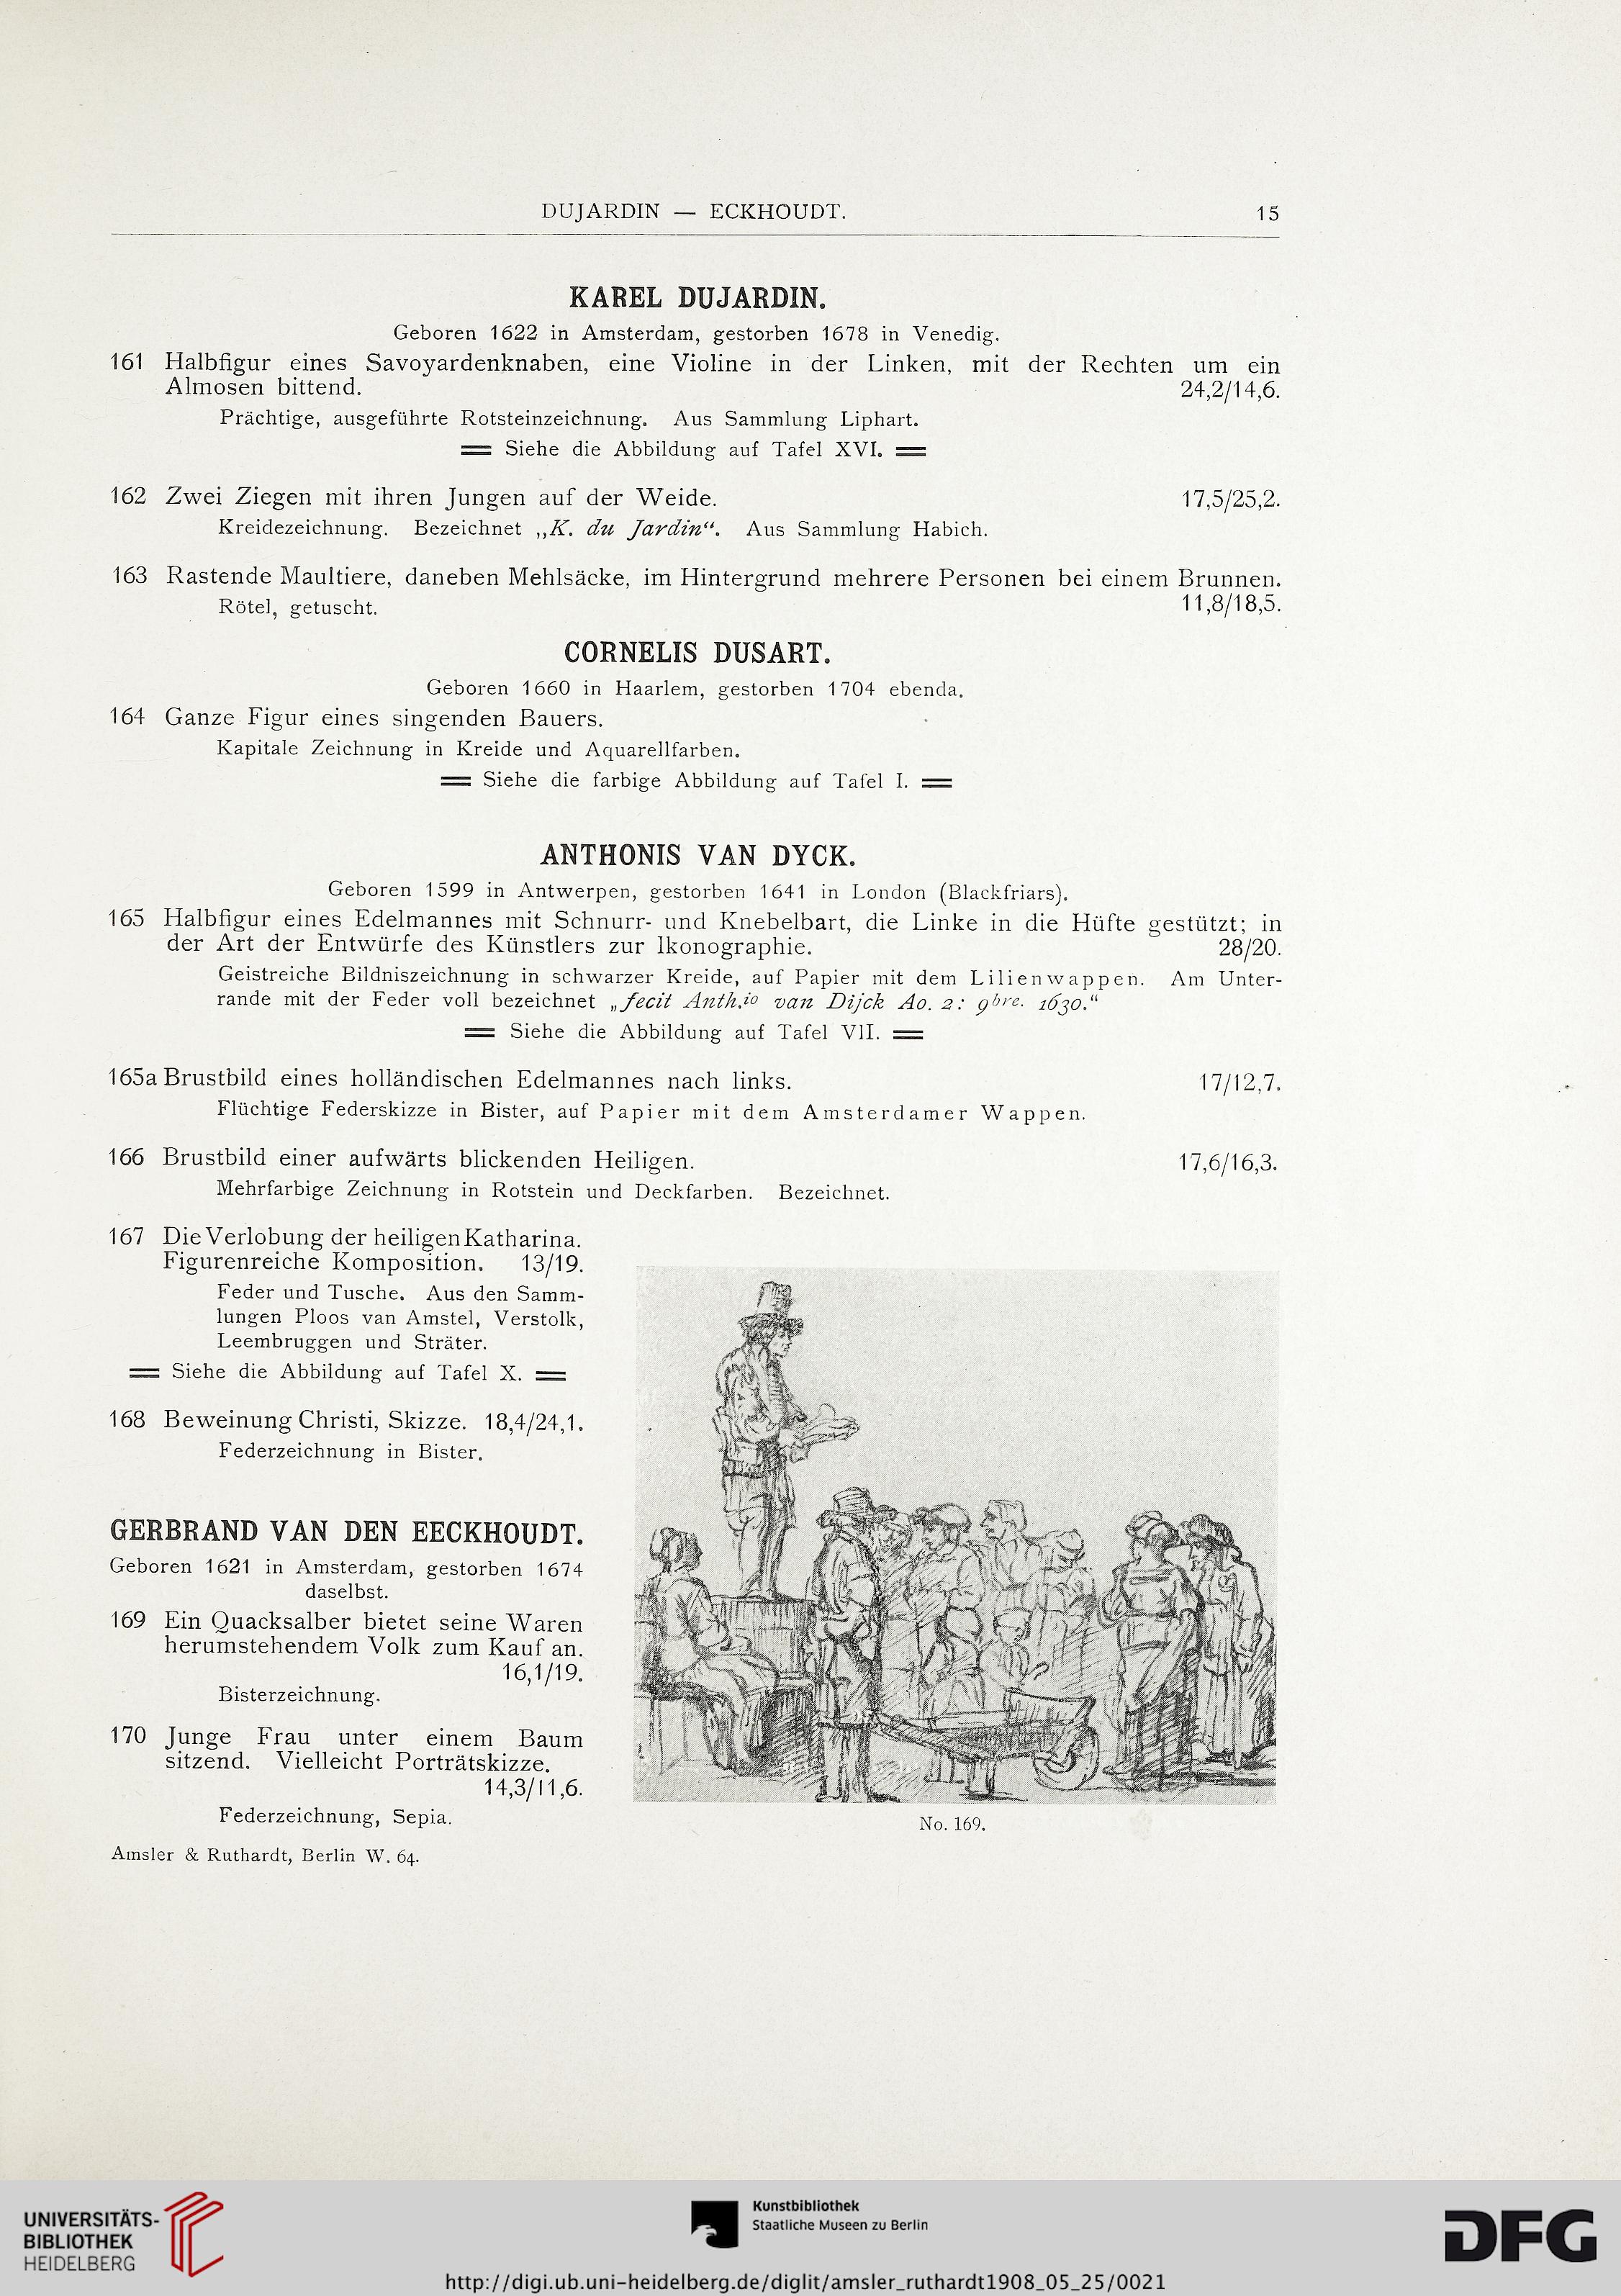 DUJARDIN — ECKHOUDT. 15
KAREL DUJARDIN.
Geboren 1622 in Amsterdam, gestorben 1678 in Venedig.
161 Halbfigur eines Savoyardenknaben, eine Violine in der Linken, mit der Rechten um ein
Almosen bittend. 24,2/14,6.
Prächtige, ausgeführte Rotsteinzeichnung. Aus Sammlung Liphart.
== Siehe die Abbildung auf Tafel XVI. ==
162 Zwei Ziegen mit ihren Jungen auf der Weide. 17,5/25,2.
Kreidezeichnung. Bezeichnet „K. du Jardin“. Aus Sammlung Habich.
163 Rastende Maultiere, daneben Mehlsäcke, im Hintergrund mehrere Personen bei einem Brunnen.
Rötel, getuscht. 11,8/18,5.
CORNELIS DUSART.
Geboren 1660 in Haarlem, gestorben 1704 ebenda.
164 Ganze Figur eines singenden Bauers.
Kapitale Zeichnung in Kreide und Aquarellfarben.
== Siehe die farbige Abbildung auf Tafel I. ==
ANTHONIS VAN DYCK.
Geboren 1599 in Antwerpen, gestorben 1641 in London (Blackfriars).
165 Halbfigur eines Edelmannes mit Schnurr- und Knebelbart, die Linke in die Hüfte gestützt; in
der Art der Entwürfe des Künstlers zur Ikonographie. 28/20.
Geistreiche Bildniszeichnung in schwarzer Kreide, auf Papier mit dem Lilienwappen. Am Unter-
rande mit der Feder voll bezeichnet „fecit Anth.io van Dijck Ao. 2: 9bre. 1630.“
== Siehe die Abbildung auf Tafel VII. ==
165a Brustbild eines holländischen Edelmannes nach links. 17/12,7.
Flüchtige Federskizze in Bister, auf Papier mit dem Amsterdamer Wappen.
166 Brustbild einer aufwärts blickenden Heiligen. 17,6/16,3.
Mehrfarbige Zeichnung in Rotstein und Deckfarben. Bezeichnet.
167 Die Verlobung der heiligen Katharina.
Figurenreiche Komposition. 13/19.
Feder und Tusche. Aus den Samm-
lungen Ploos van Amstel, Verstolk,
Leembruggen und Sträter.
== Siehe die Abbildung auf Tafel X. ==
168 Beweinung Christi, Skizze. 18,4/24,1.
Federzeichnung in Bister.
GERBRAND VAN DEN EECKHOUDT.
Geboren 1621 in Amsterdam, gestorben 1674
daselbst.
169 Ein Quacksalber bietet seine Waren
herumstehendem Volk zum Kauf an.
16,1/19.
Bisterzeichnung.
170 Junge Frau unter einem Baum
sitzend. Vielleicht Porträtskizze.
14,3/11,6.
Federzeichnung, Sepia.
No. 169.
Amsler & Ruthardt, Berlin W. 64.
UNIVERSITÄTS-
BIBLIOTHEK
HEIDELBERG
Kunstbibliothek
Staatliche Museen zu Berlin
DFG
http://digi.ub.uni-heidelberg.de/diglit/amsler_ruthardt1908_05_25/0021